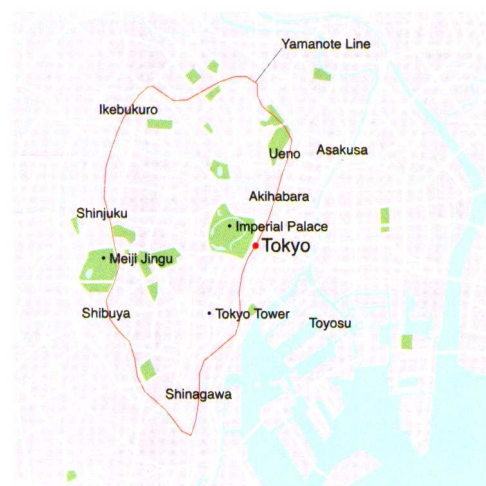 Yamanote Line
Ikebukuro
Ueno
Asakusa
Akihabara
Shinjuku
Imperial Palace
Tokyo
Meiji Jingu
Shibuya
Tokyo Tower
Toyosu
Shinagawa